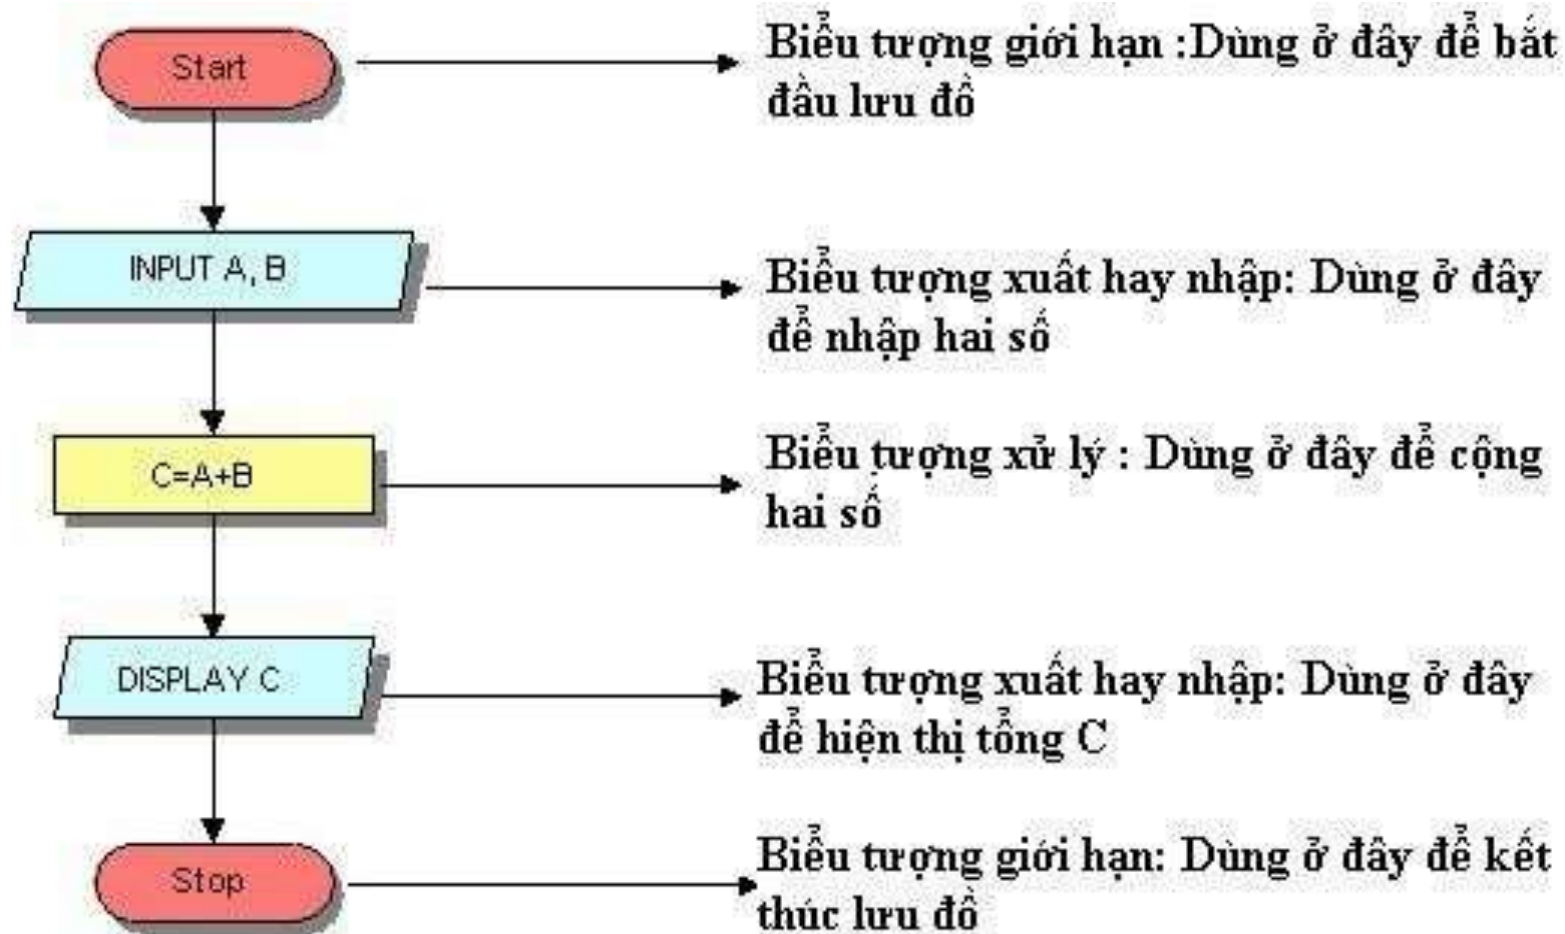 Start
Biểu tượng giới hạn :Dùng ở đây để bắt
đầu lưu đồ
INPUT A, B
Biểu tượng xuất hay nhập: Dùng ở đây
để nhập hai số
C=A+B
Biểu tượng xử lý : Dùng ở đây để cộng
hai số
DISPLAY C
Biểu tượng xuất hay nhập: Dùng ở đây
để hiện thị tổng C
Stop
Biểu tượng giới hạn: Dùng ở đây để kết
thúc lưu đồ